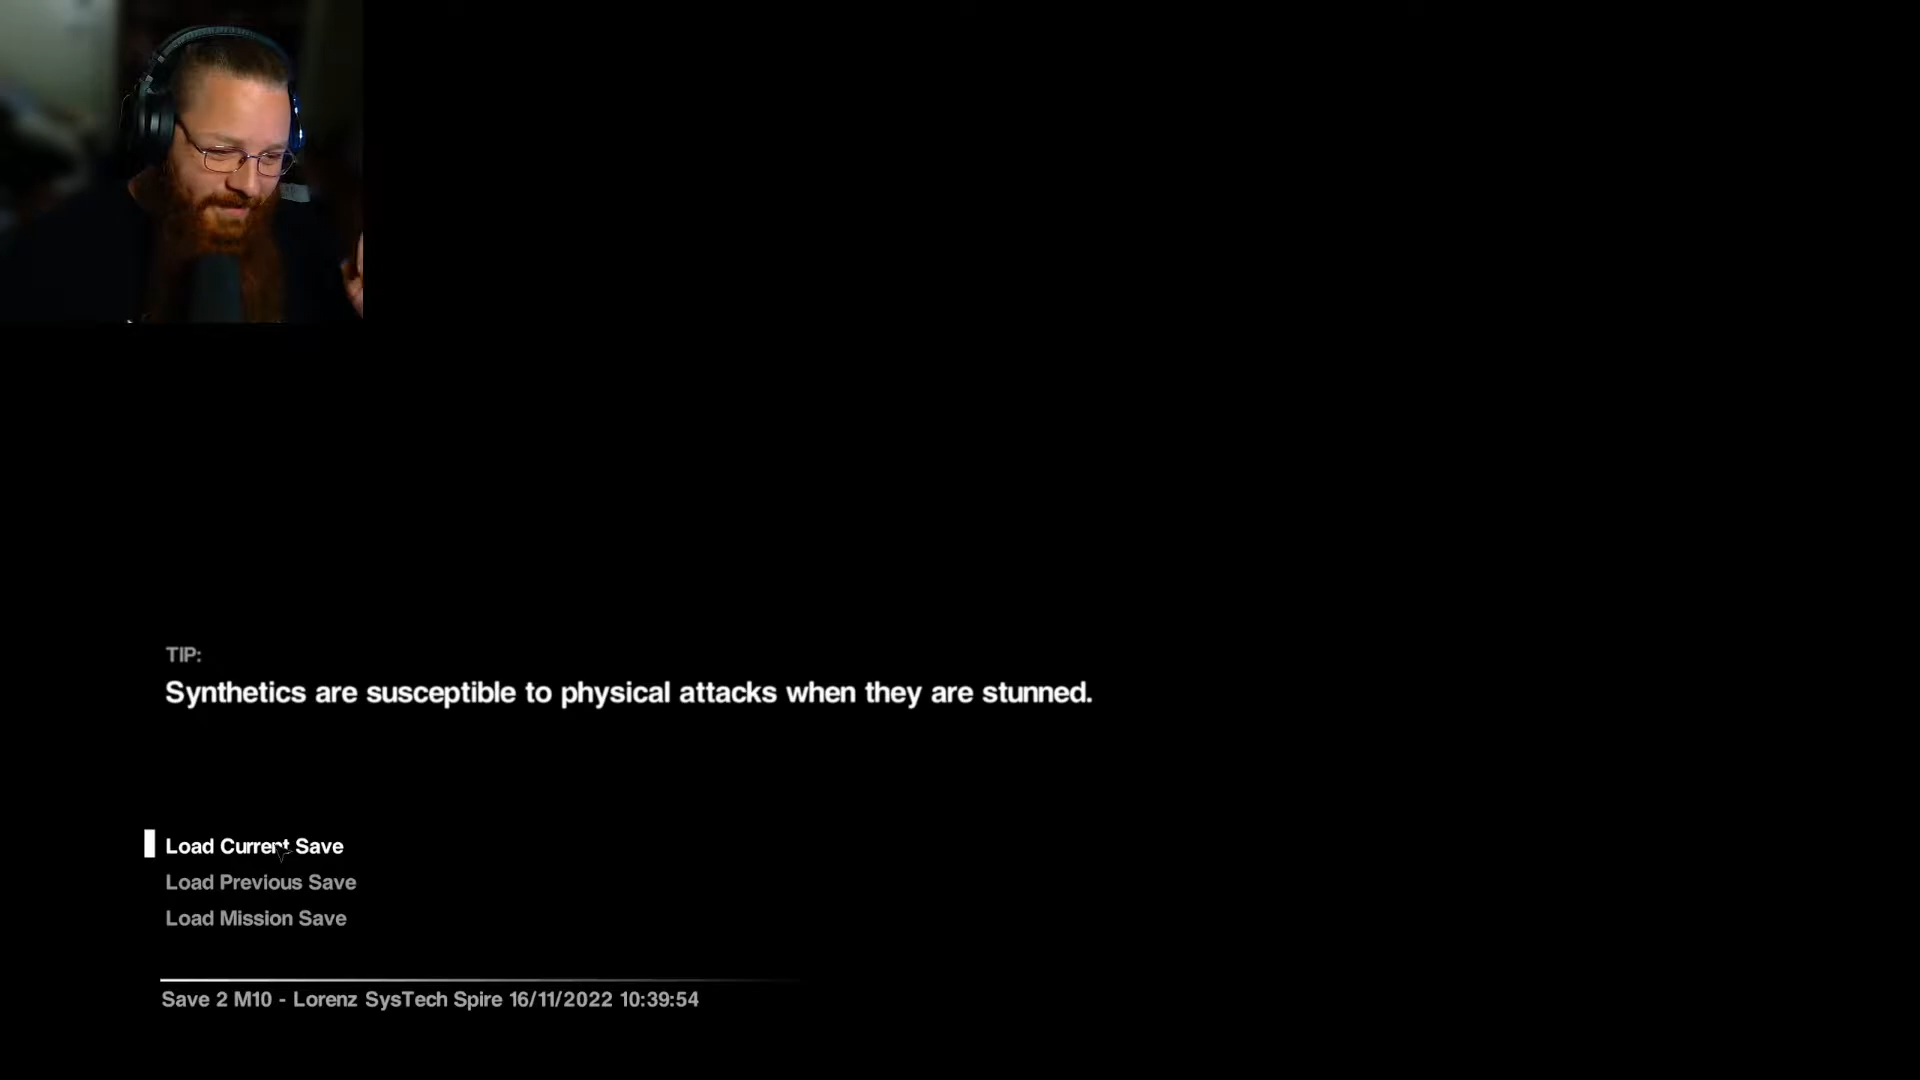 TIP:
Synthetics are susceptible to physical attacks when they are stunned.
Load Current Save
Load Previous Save
Load Mission Save
Save 2 M10 - Lorenz SysTech Spire 16/11/2022 10:39:54